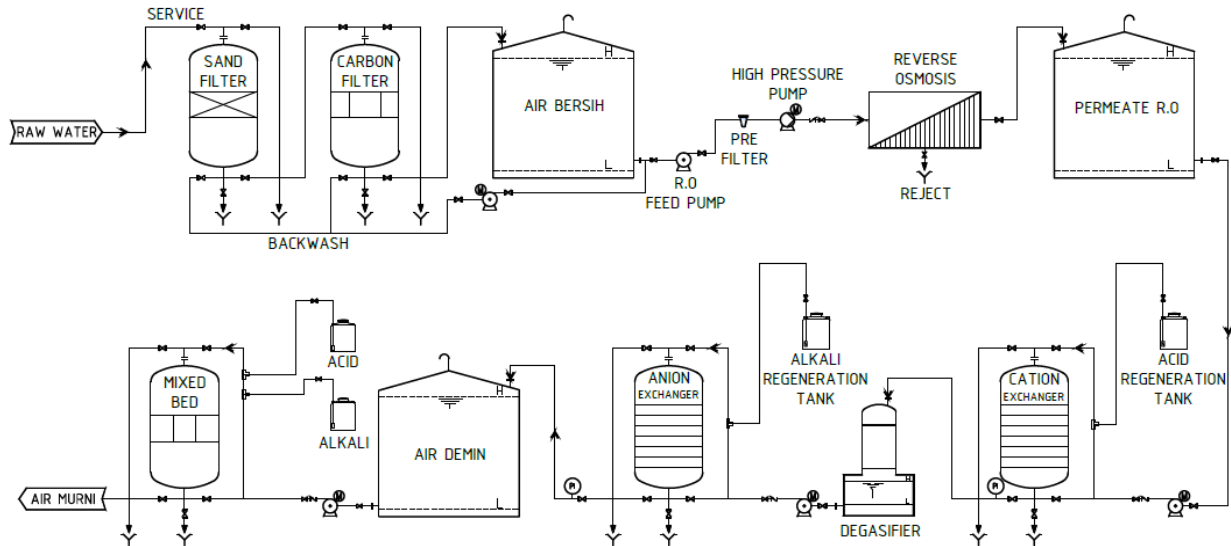 SERVICE
RAW WATER
SAND
FILTER
CARBON
FILTER
BACKWASH
H
AIR BERSIH
L
M
R.O
FEED PUMP
PRE
FILTER
HIGH PRESSURE
PUMP
M
REVERSE
OSMOSIS
REJECT
H
PERMEATE R.O
L
ACID
ALKALI
MIXED
BED
AIR MURNI
M
H
AIR DEMIN
L
PI
ANION
EXCHANGER
ALKALI
REGENERATION
TANK
M
H
L
DEGASIFIER
PI
CATION
EXCHANGER
ACID
REGENERATION
TANK
M